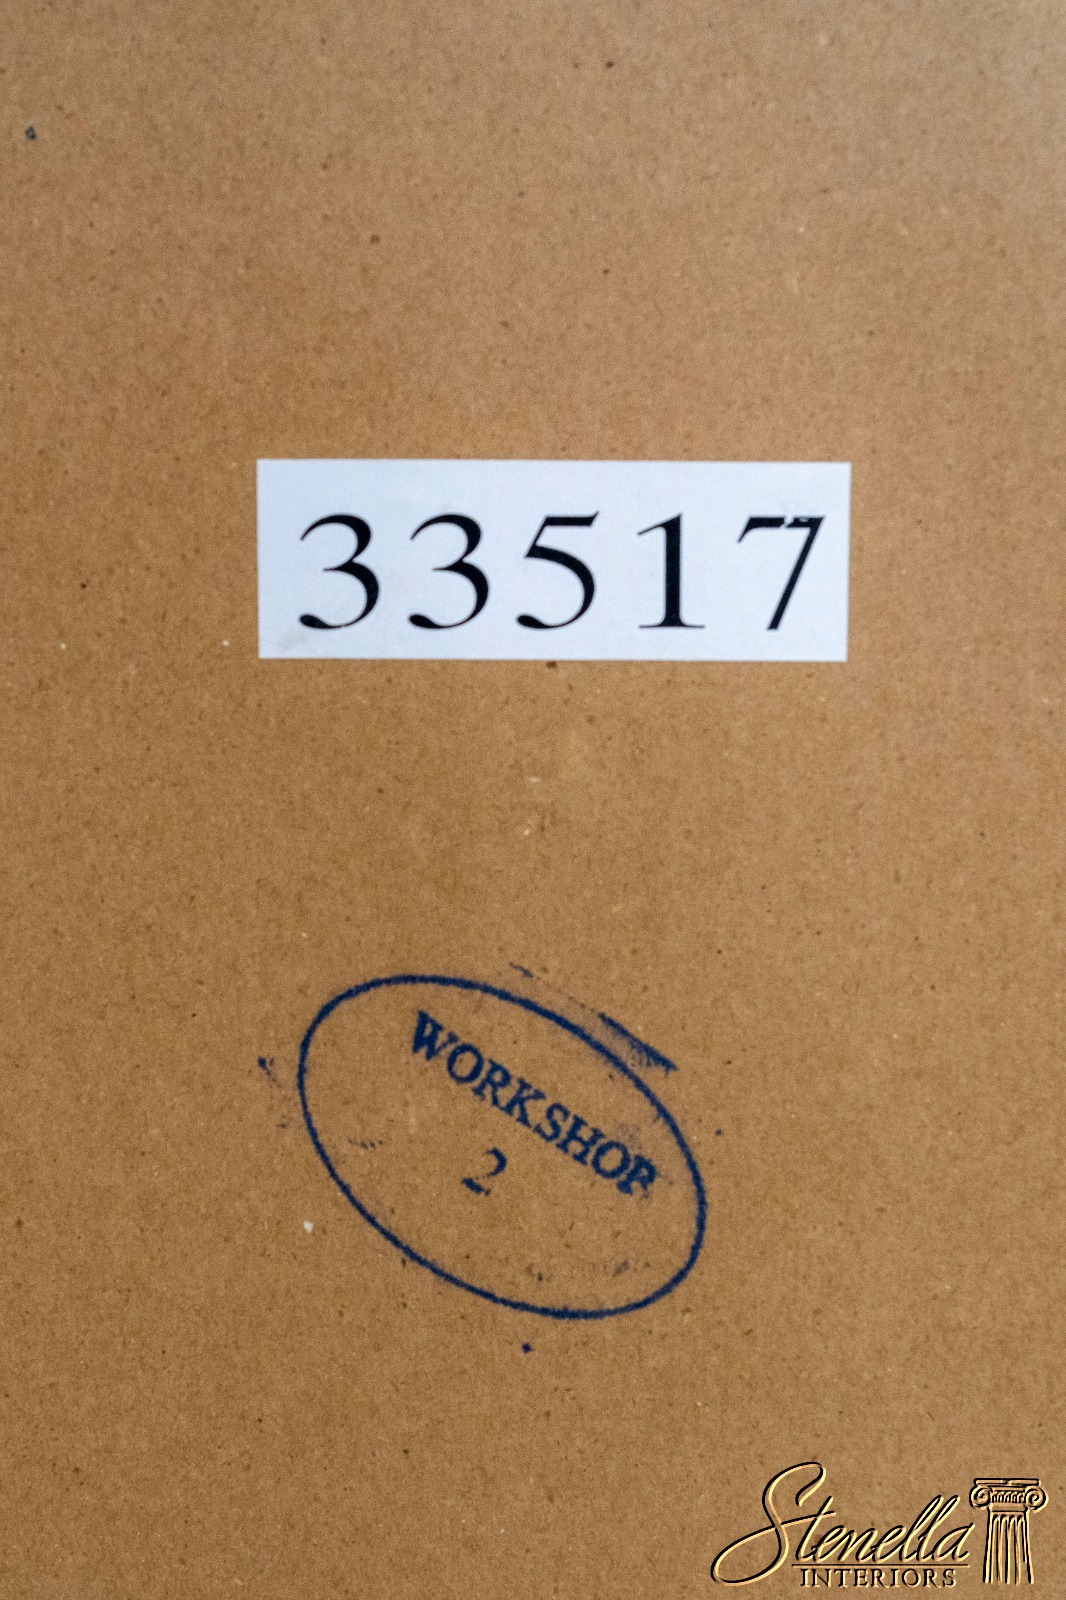 33517
WORKSHOP
2
Stenella
INTERIORS